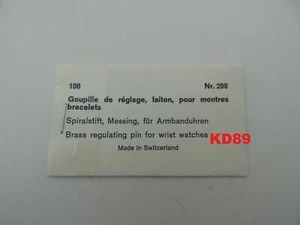 100 Nr. 208
Goupille de réglage, laiton, pour montres
bracelets
Spiralstift, Messing, für Armbanduhren
Brass regulating pin for wrist watches KD89
Made in Switzerland